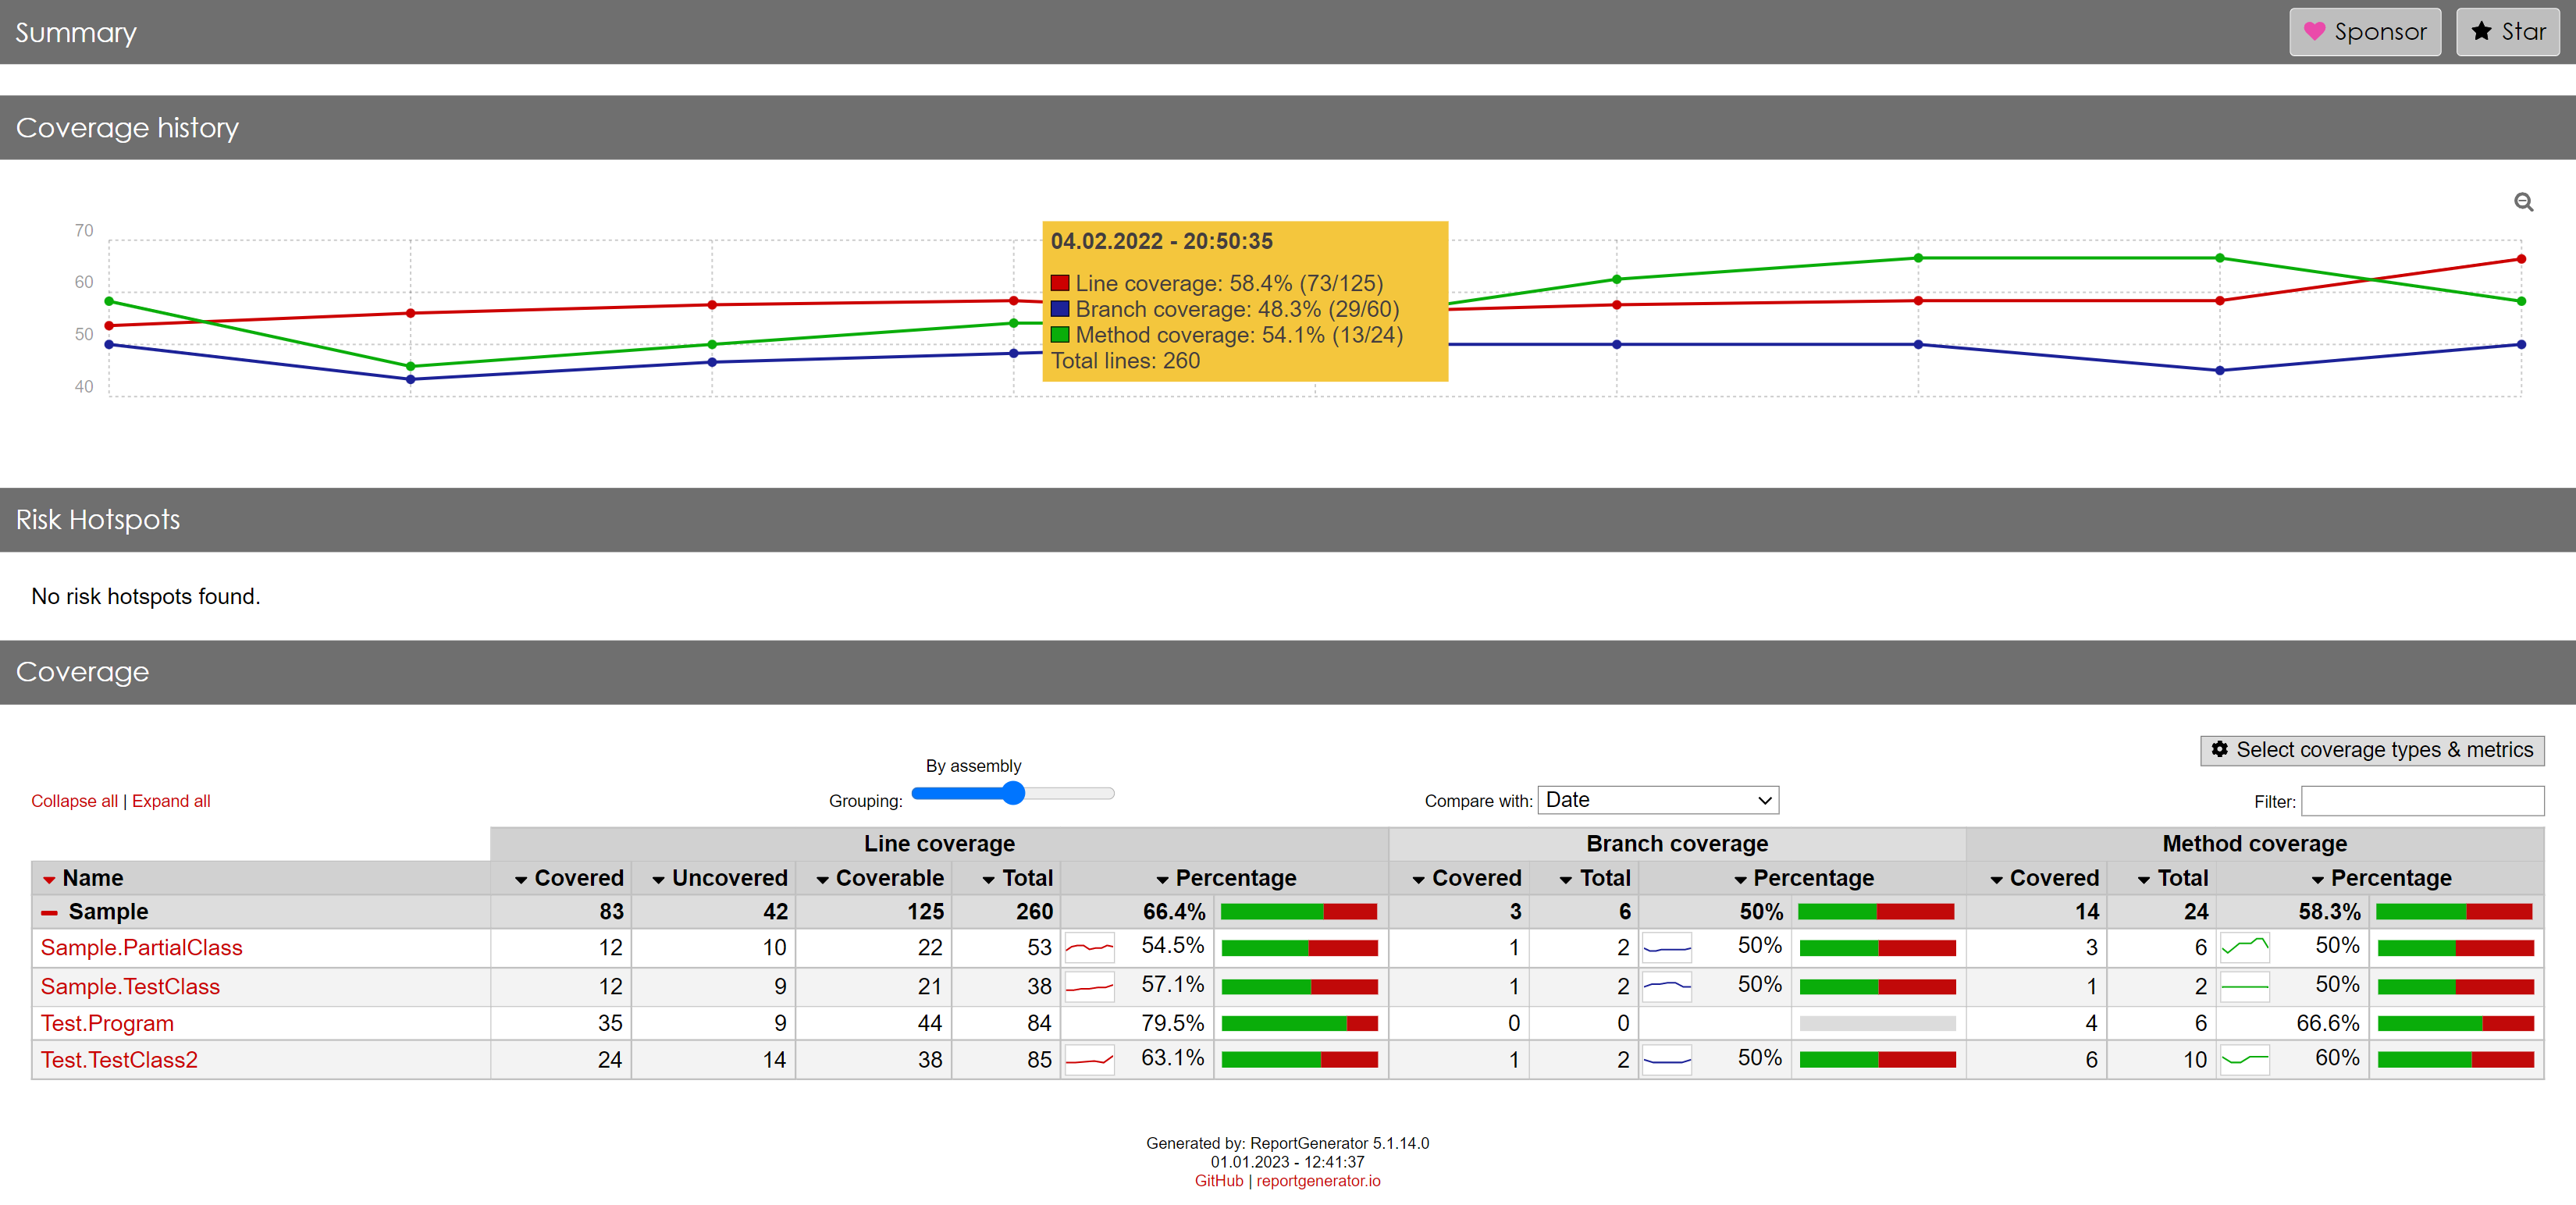 Summary
Sponsor
Star
Coverage history
70
60
50
40
04.02.2022 - 20:50:35
Line coverage: 58.4% (73/125)
Branch coverage: 48.3% (29/60)
Method coverage: 54.1% (13/24)
Total lines: 260
Risk Hotspots
No risk hotspots found.
Coverage
Select coverage types & metrics
Collapse all | Expand all
By assembly
Grouping:
Compare with: Date
Filter:
Line coverage Branch coverage Method coverage
Name Covered Uncovered Coverable Total Percentage Covered Total Percentage Covered Total Percentage
Sample 83 42 125 260 66.4% 3 6 50% 14 24 58.3%
Sample.PartialClass 12 10 22 53 54.5% 1 2 50% 3 6 50%
Sample.TestClass 12 9 21 38 57.1% 1 2 50% 1 2 50%
Test.Program 35 9 44 84 79.5% 0 0 4 6 66.6%
Test.TestClass2 24 14 38 85 63.1% 1 2 50% 6 10 60%
Generated by: ReportGenerator 5.1.14.0
01.01.2023 - 12:41:37
GitHub | reportgenerator.io